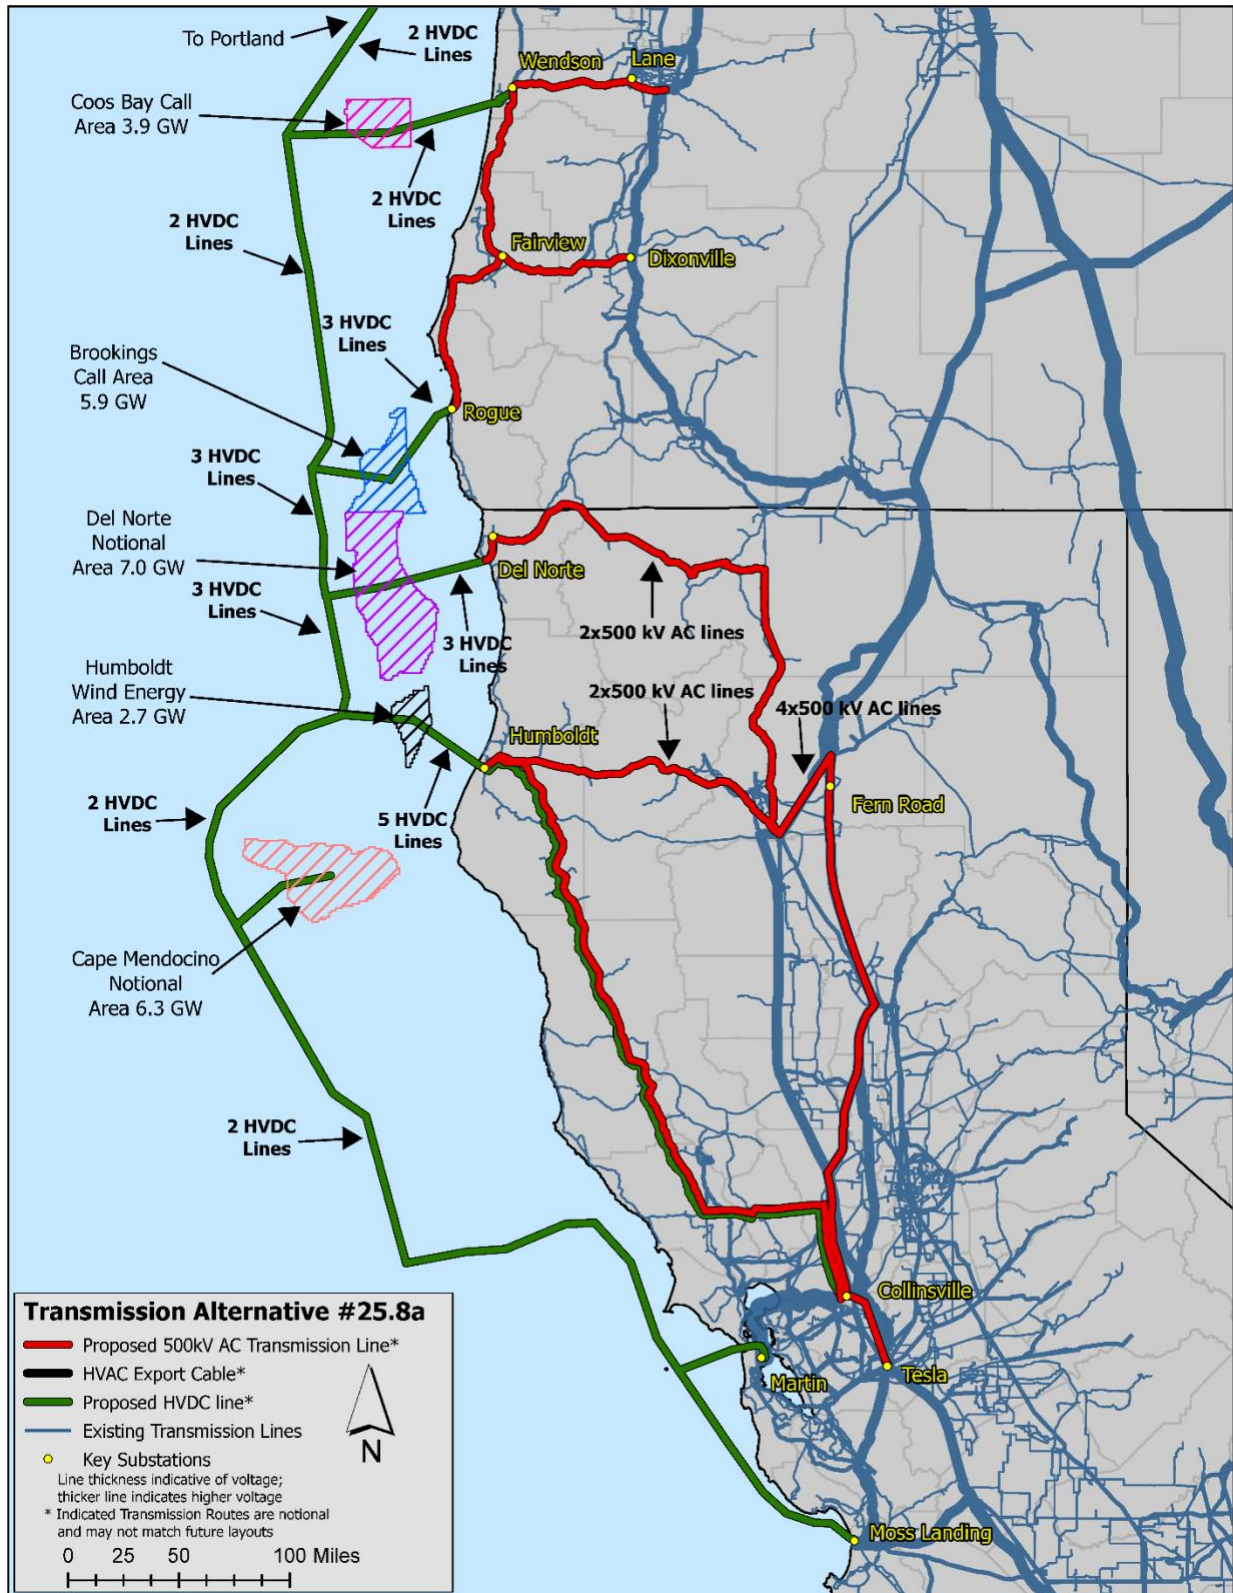 To Portland
2 HVDC
Lines
Wendson
Lane
Coos Bay Call
Area 3.9 GW
2 HVDC
Lines
2 HVDC
Lines
Fairview
Dixonville
3 HVDC
Lines
Brookings
Call Area
5.9 GW
Rogue
3 HVDC
Lines
Del Norte
Notional
Area 7.0 GW
Del Norte
3 HVDC
Lines
2x500 kV AC lines
3 HVDC
Lines
Humboldt
Wind Energy
Area 2.7 GW
2x500 kV AC lines
4x500 kV AC lines
Humboldt
Fern Road
2 HVDC
Lines
5 HVDC
Lines
Cape Mendocino
Notional
Area 6.3 GW
2 HVDC
Lines
Collinsville
Martin
Tesla
Moss Landing
Transmission Alternative #25.8a
Proposed 500kV AC Transmission Line*
HVAC Export Cable*
Proposed HVDC line*
Existing Transmission Lines
Key Substations
Line thickness indicative of voltage;
thicker line indicates higher voltage
* Indicated Transmission Routes are notional
and may not match future layouts
N
0 25 50 100 Miles